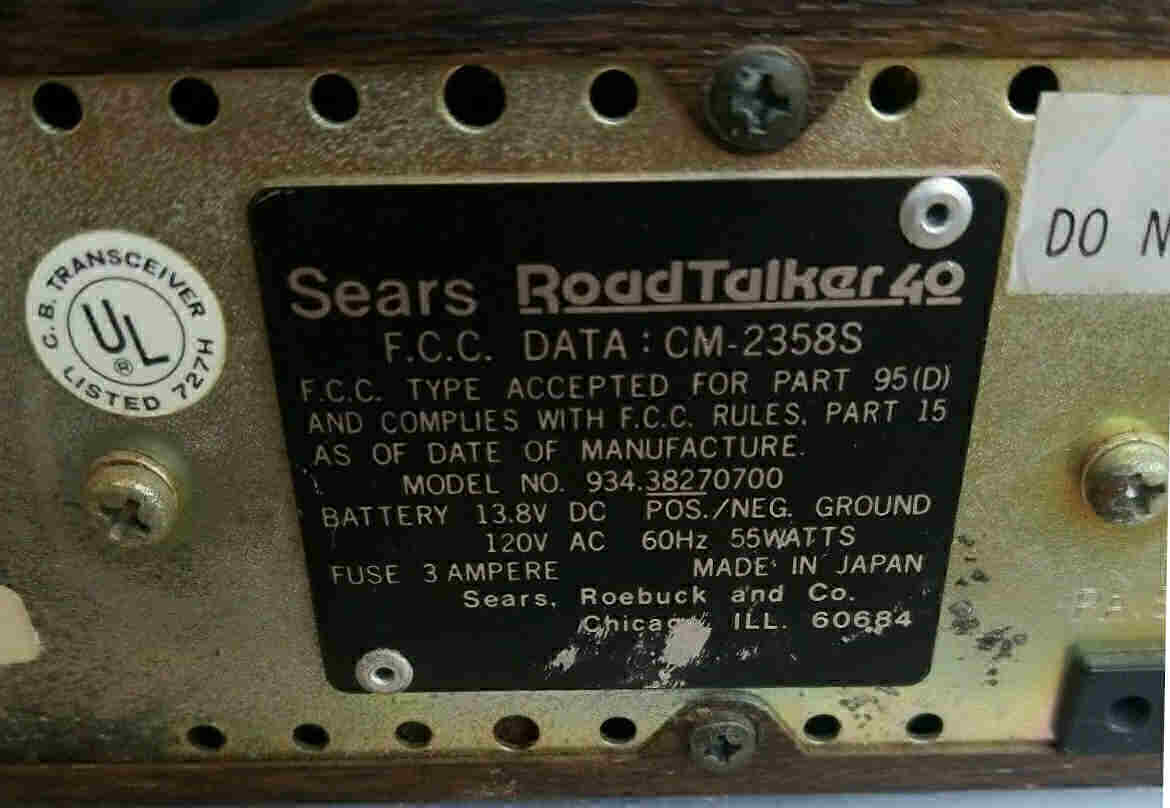 C.B. TRANSCEIVER
UL
®
LISTED 727H
DO N
Sears RoadTalker 40
F.C.C. DATA : CM-2358S
F.C.C. TYPE ACCEPTED FOR PART 95(D)
AND COMPLIES WITH F.C.C. RULES, PART 15
AS OF DATE OF MANUFACTURE.
MODEL NO. 934.38270700
BATTERY 13.8V DC POS./NEG. GROUND
120V AC 60Hz 55WATTS
FUSE 3 AMPERE MADE IN JAPAN
Sears, Roebuck and Co.
Chicago, ILL. 60684